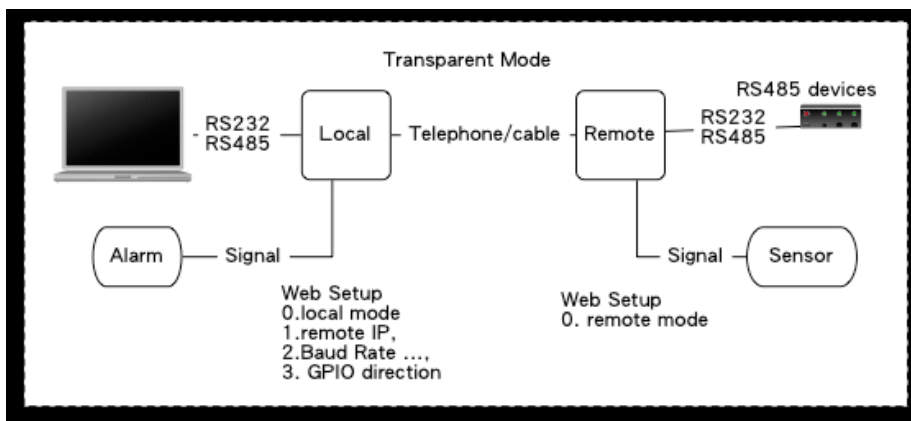 Transparent Mode
RS485 devices
RS232
RS485
Local
Telephone/cable
Remote
RS232
RS485
Alarm
Signal
Signal
Sensor
Web Setup
0.local mode
1.remote IP,
2.Baud Rate ...,
3. GPIO direction
Web Setup
0. remote mode